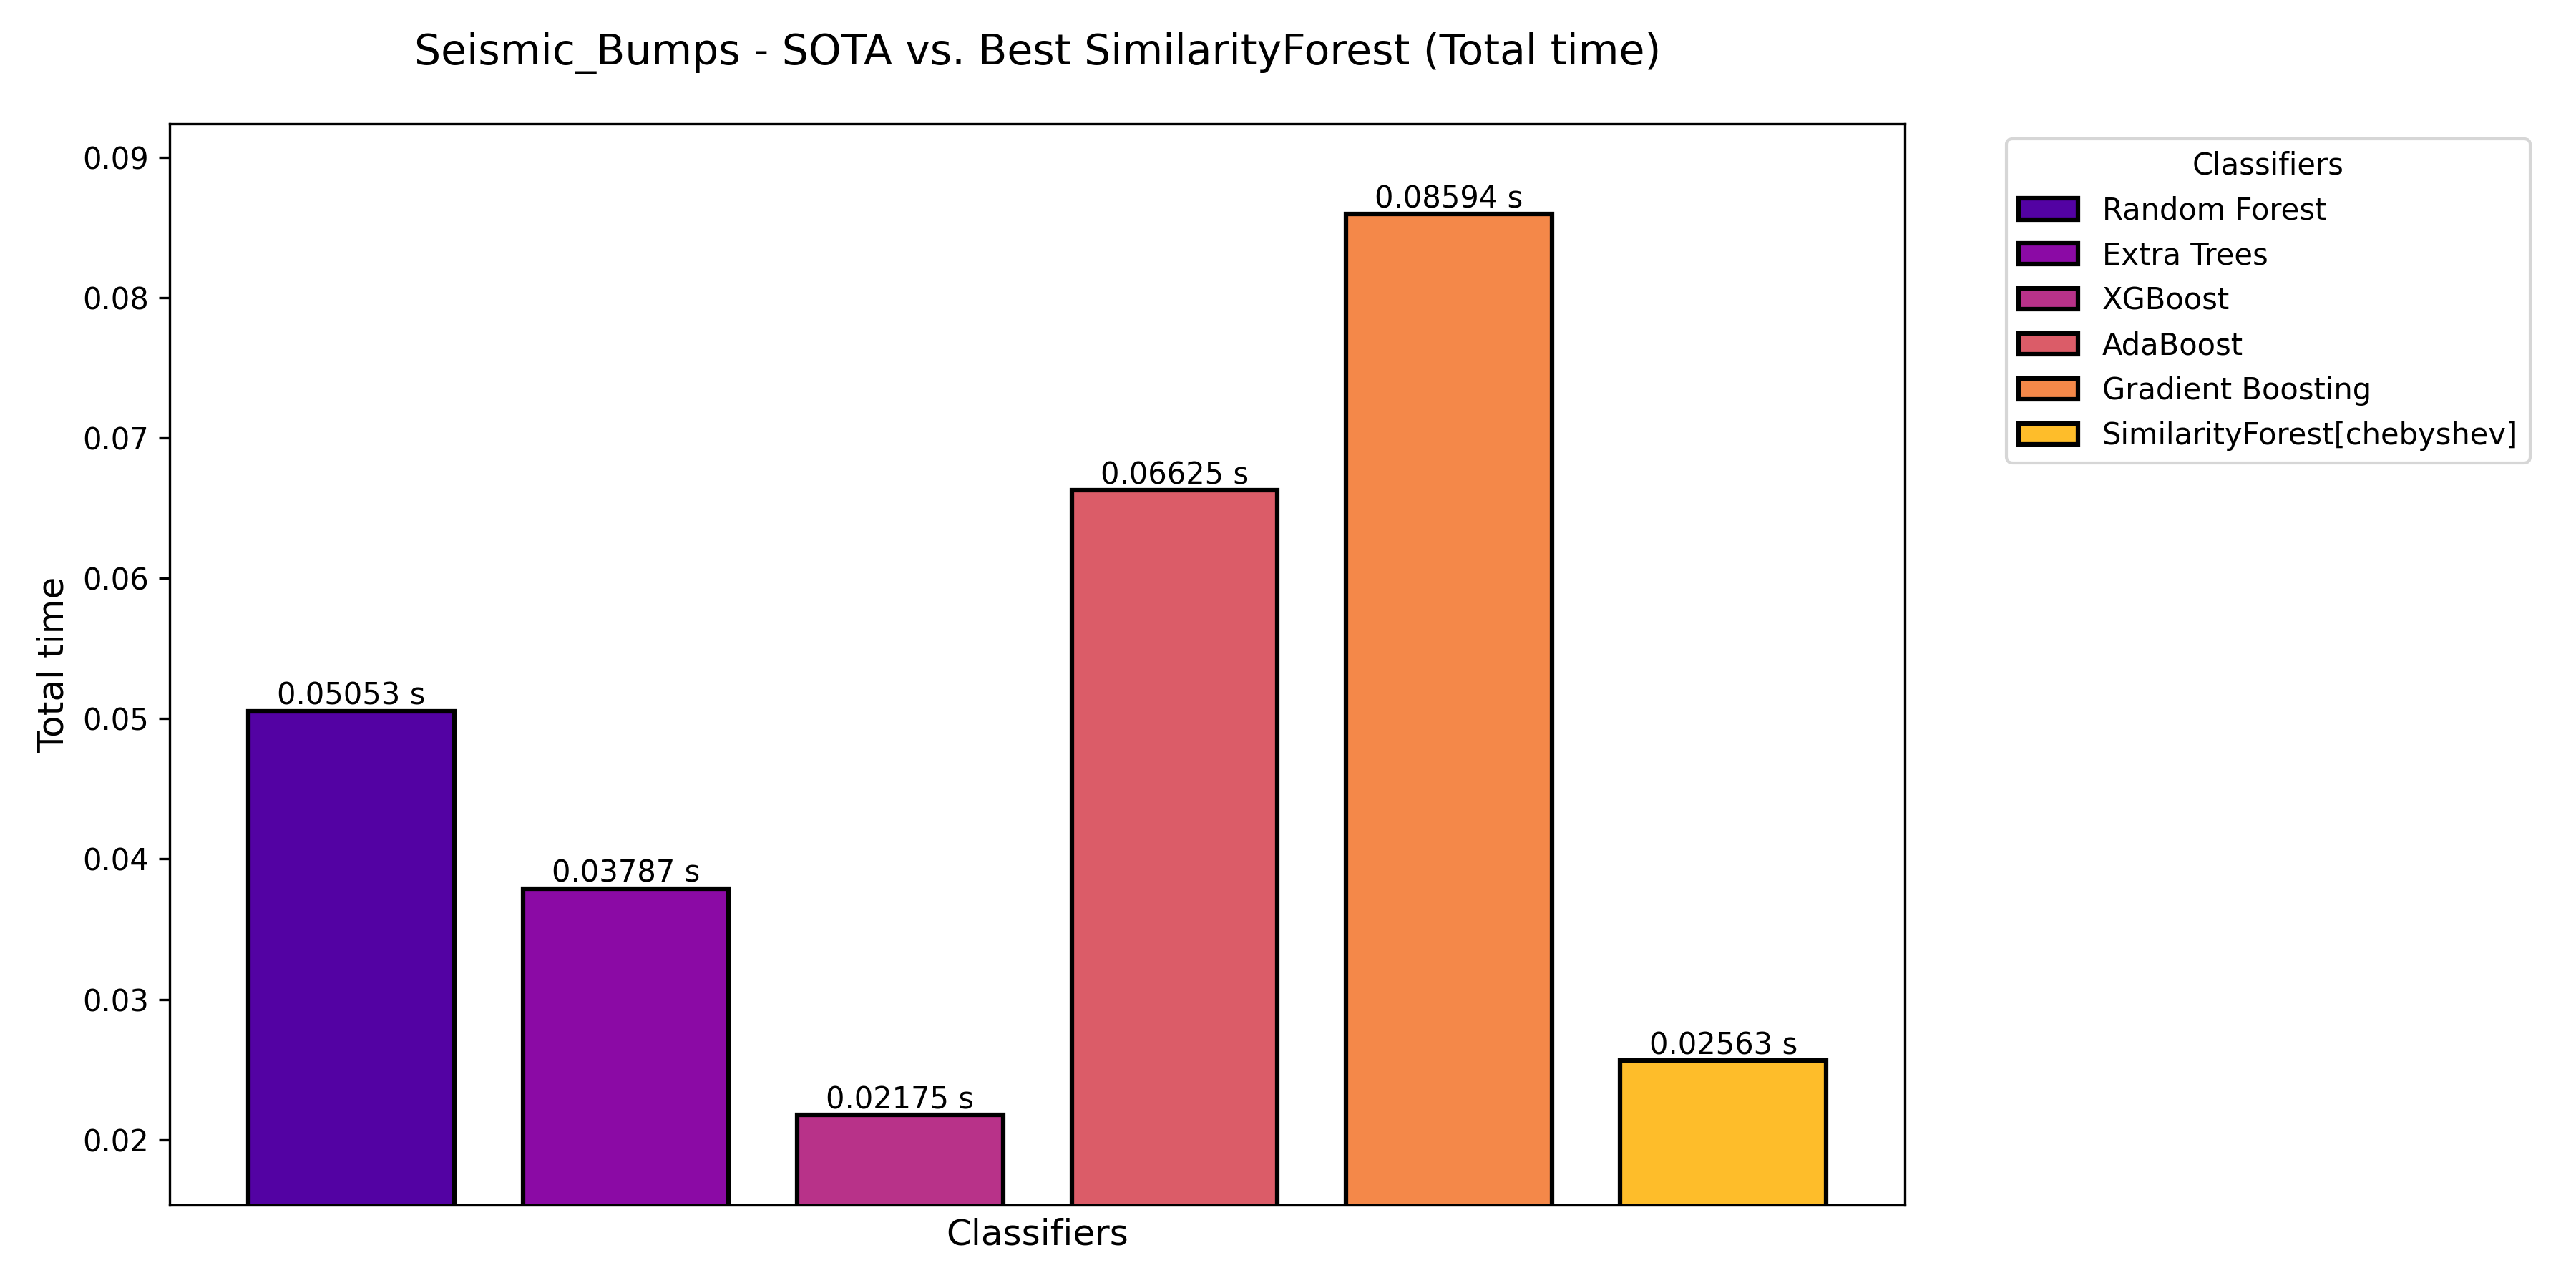 Seismic_Bumps - SOTA vs. Best SimilarityForest (Total time)
Total time
0.09
0.08
0.07
0.06
0.05
0.04
0.03
0.02
0.05053 s
0.03787 s
0.02175 s
0.06625 s
0.08594 s
0.02563 s
Classifiers
Classifiers
Random Forest
Extra Trees
XGBoost
AdaBoost
Gradient Boosting
SimilarityForest[chebyshev]